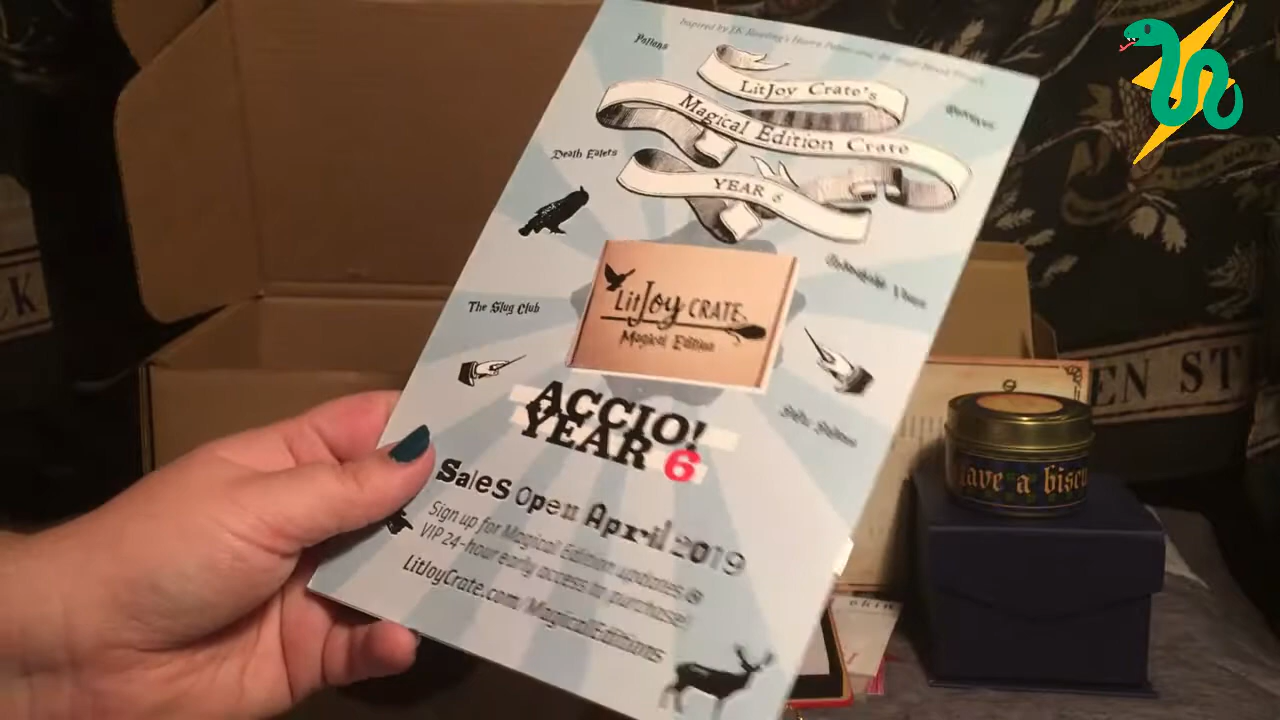 Inspired by J.K. Rowling's Harry Potter
Potions
LitJoy Crate's
Magical Edition Crate
YEAR 6
Death Eaters
LitJoy CRATE
Magical Edition
The Slug Club
ACCIO!
YEAR 6
Sales Open April 2019
Sign up for Magical Edition updates &
VIP 24-hour early access to purchase!
LitJoyCrate.com/MagicalEditions
EN ST
K
have a biscu